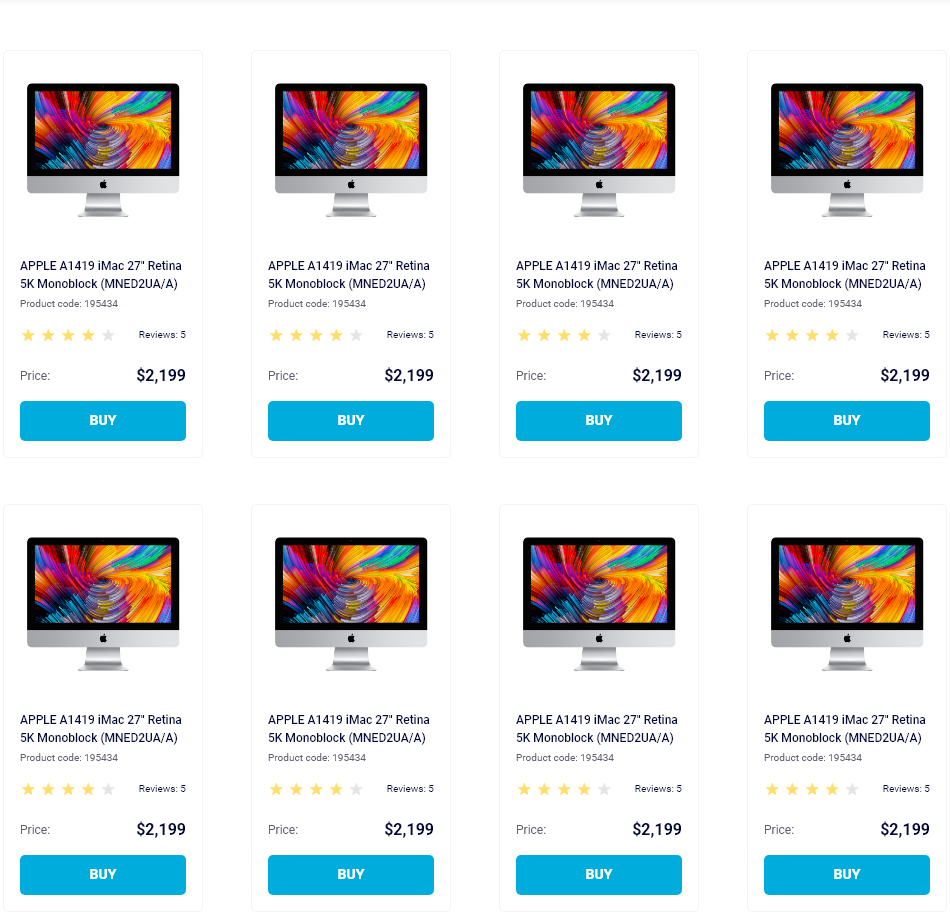 APPLE A1419 iMac 27" Retina
5K Monoblock (MNED2UA/A)
Product code: 195434
Reviews: 5
Price: $2,199
BUY
APPLE A1419 iMac 27" Retina
5K Monoblock (MNED2UA/A)
Product code: 195434
Reviews: 5
Price: $2,199
BUY
APPLE A1419 iMac 27" Retina
5K Monoblock (MNED2UA/A)
Product code: 195434
Reviews: 5
Price: $2,199
BUY
APPLE A1419 iMac 27" Retina
5K Monoblock (MNED2UA/A)
Product code: 195434
Reviews: 5
Price: $2,199
BUY
APPLE A1419 iMac 27" Retina
5K Monoblock (MNED2UA/A)
Product code: 195434
Reviews: 5
Price: $2,199
BUY
APPLE A1419 iMac 27" Retina
5K Monoblock (MNED2UA/A)
Product code: 195434
Reviews: 5
Price: $2,199
BUY
APPLE A1419 iMac 27" Retina
5K Monoblock (MNED2UA/A)
Product code: 195434
Reviews: 5
Price: $2,199
BUY
APPLE A1419 iMac 27" Retina
5K Monoblock (MNED2UA/A)
Product code: 195434
Reviews: 5
Price: $2,199
BUY